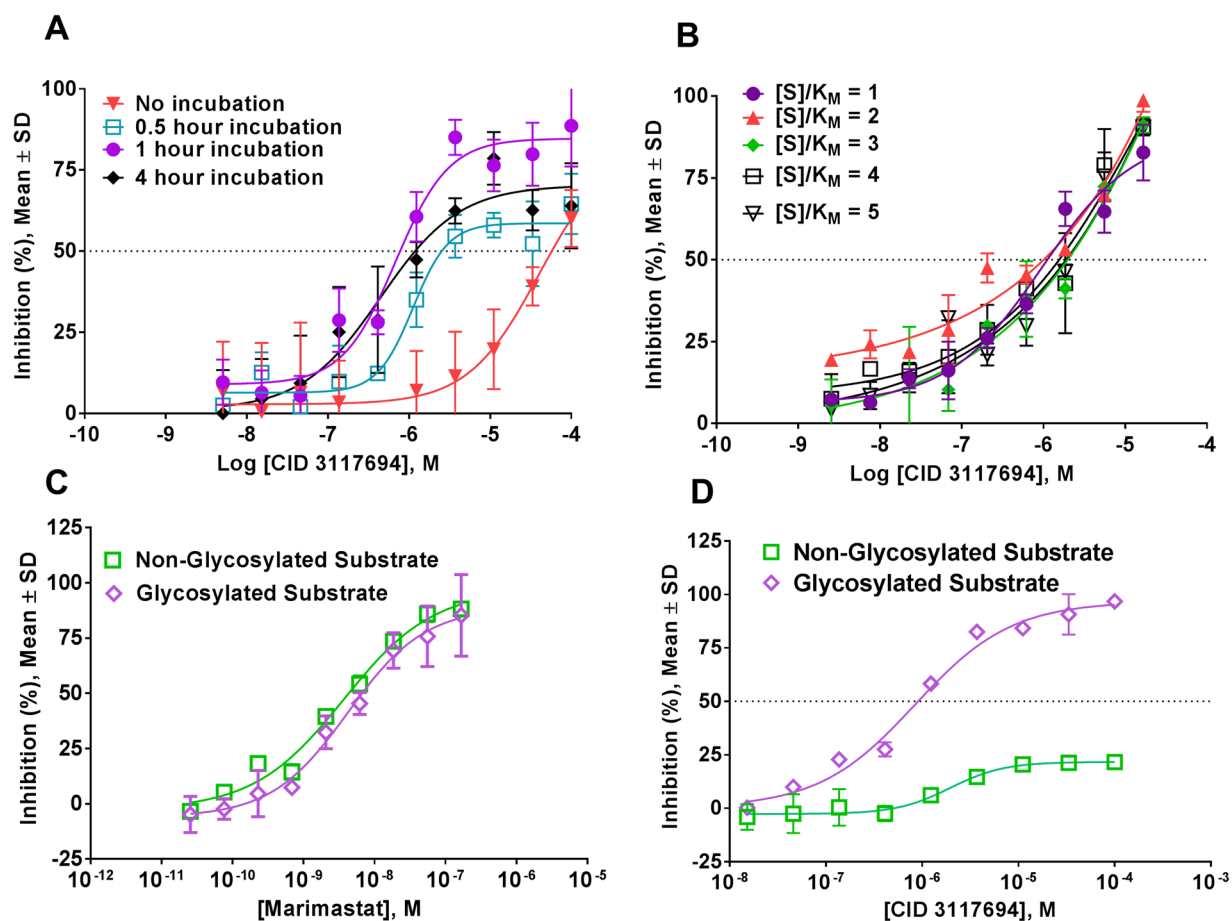 A
Inhibition (%), Mean ± SD
100
75
50
25
0
No incubation
0.5 hour incubation
1 hour incubation
4 hour incubation
-9
-8
-7
-6
-5
-4
Log [CID 3117694], M
B
Inhibition (%), Mean ± SD
100
75
50
25
0
[S]/KM = 1
[S]/KM = 2
[S]/KM = 3
[S]/KM = 4
[S]/KM = 5
-10
-9
-8
-7
-6
-5
-4
Log [CID 3117694], M
C
Inhibition (%), Mean ± SD
125
100
75
50
25
0
-25
Non-Glycosylated Substrate
Glycosylated Substrate
10-12
10-11
10-10
10-9
10-8
10-7
10-6
10-5
[Marimastat], M
D
Inhibition (%), Mean ± SD
125
100
75
50
25
0
-25
Non-Glycosylated Substrate
Glycosylated Substrate
10-8
10-7
10-6
10-5
10-4
10-3
[CID 3117694], M